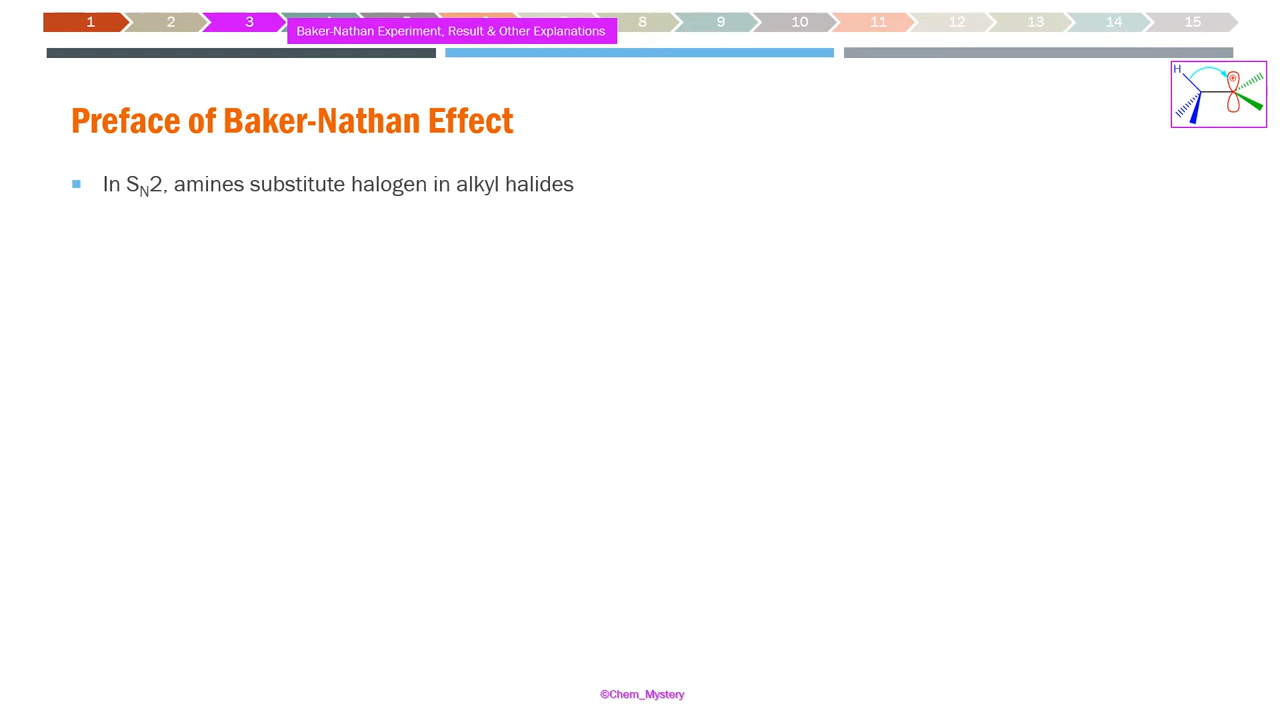 1 2 3 8 9 10 11 12 13 14 15
Baker-Nathan Experiment, Result & Other Explanations
H
Preface of Baker-Nathan Effect
In SN2, amines substitute halogen in alkyl halides
©Chem_Mystery